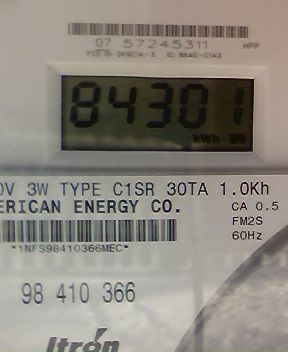 07 57245311 HPP
84301
kWh
0V 3W TYPE C1SR 30TA 1.0Kh
ERICAN ENERGY CO. CA 0.5
FM2S
60Hz
*1NFS98410366MEC*
98 410 366
Itron